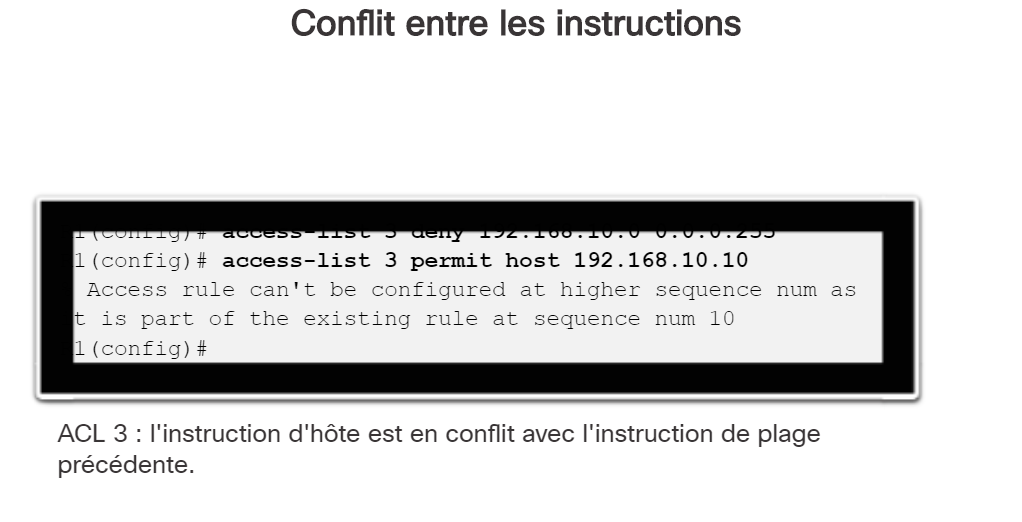 Conflit entre les instructions
1(config)# access-list 3 deny 192.168.10.0 0.0.0.255
1(config)# access-list 3 permit host 192.168.10.10
Access rule can't be configured at higher sequence num as
t is part of the existing rule at sequence num 10
1(config)#
ACL 3 : l'instruction d'hôte est en conflit avec l'instruction de plage
précédente.